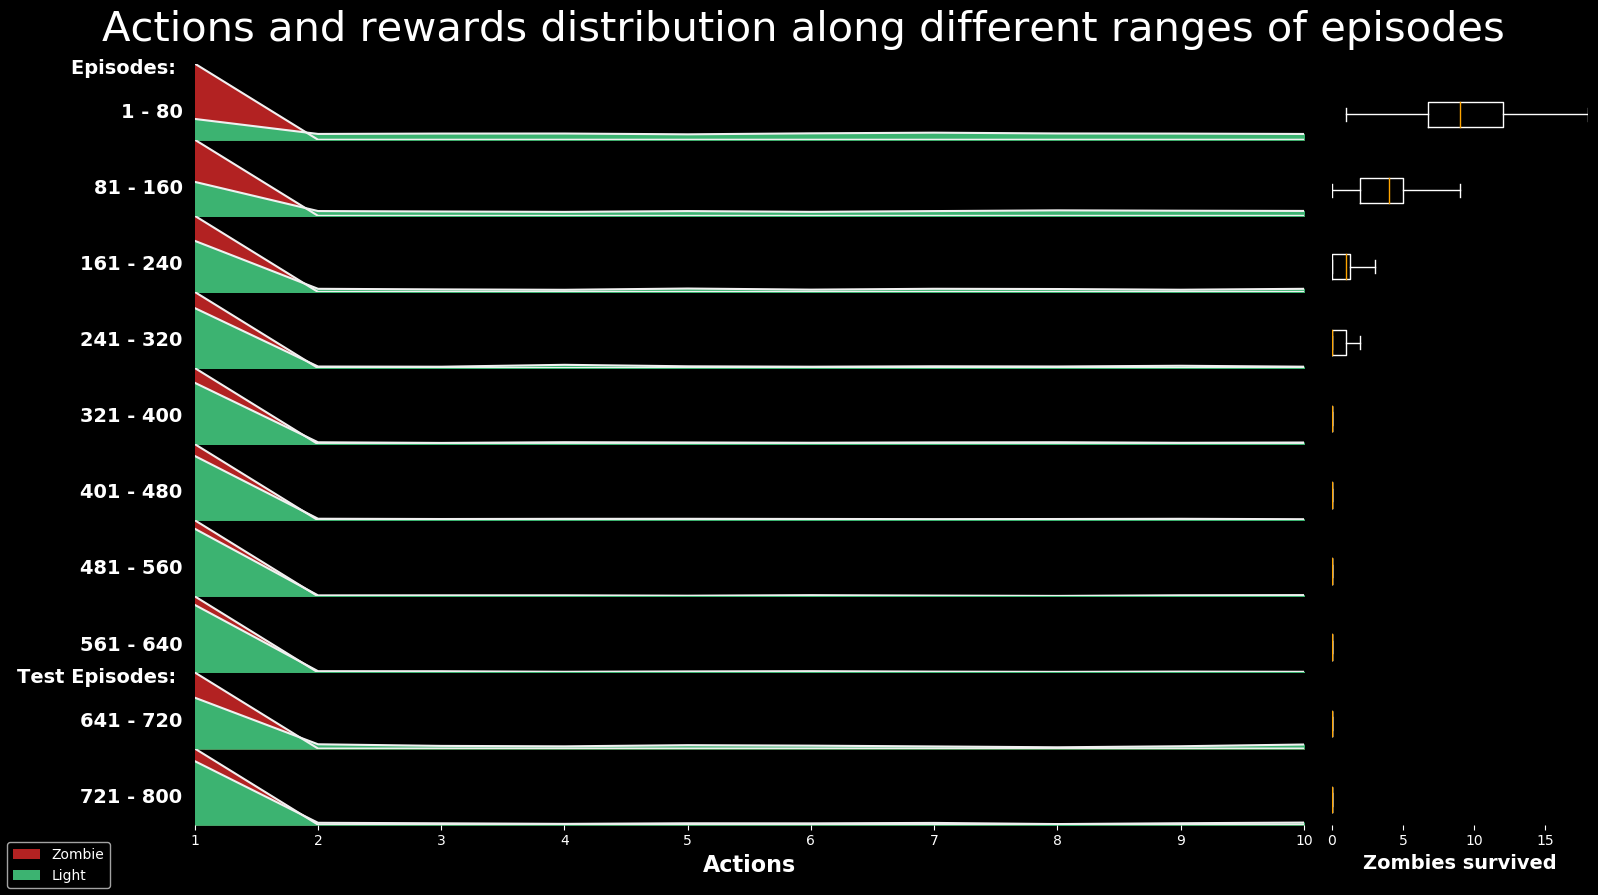 Actions and rewards distribution along different ranges of episodes
Episodes:
1 - 80
81 - 160
161 - 240
241 - 320
321 - 400
401 - 480
481 - 560
561 - 640
Test Episodes:
641 - 720
721 - 800
1 2 3 4 5 6 7 8 9 10
0 5 10 15
Actions
Zombies survived
Zombie
Light